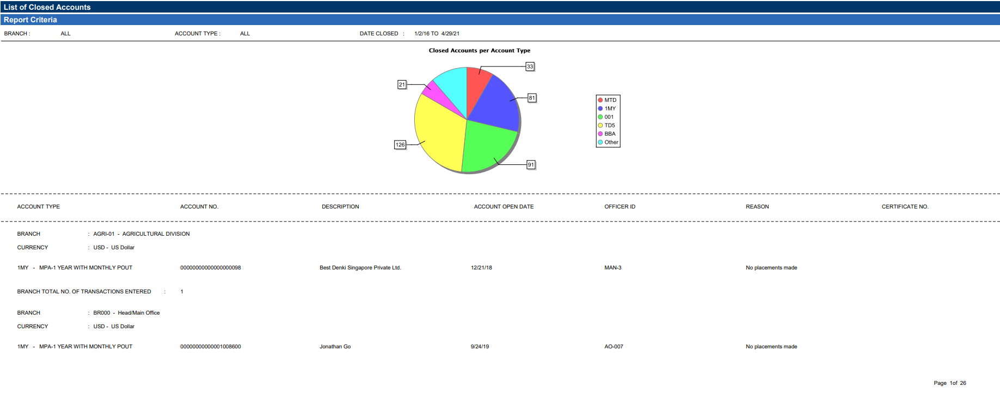 List of Closed Accounts
Report Criteria
BRANCH : ALL ACCOUNT TYPE : ALL DATE CLOSED : 1/2/16 TO 4/29/21
Closed Accounts per Account Type
33
21
81
126
91
MTD
1MY
001
TD5
BBA
Other
ACCOUNT TYPE ACCOUNT NO. DESCRIPTION ACCOUNT OPEN DATE OFFICER ID REASON CERTIFICATE NO.
BRANCH : AGRI-01 - AGRICULTURAL DIVISION
CURRENCY : USD - US Dollar
1MY - MPA-1 YEAR WITH MONTHLY POUT 00000000000000000098 Best Denki Singapore Private Ltd. 12/21/18 MAN-3 No placements made
BRANCH TOTAL NO. OF TRANSACTIONS ENTERED : 1
BRANCH : BR000 - Head/Main Office
CURRENCY : USD - US Dollar
1MY - MPA-1 YEAR WITH MONTHLY POUT 00000000000001008600 Jonathan Go 9/24/19 AO-007 No placements made
Page 1of 26